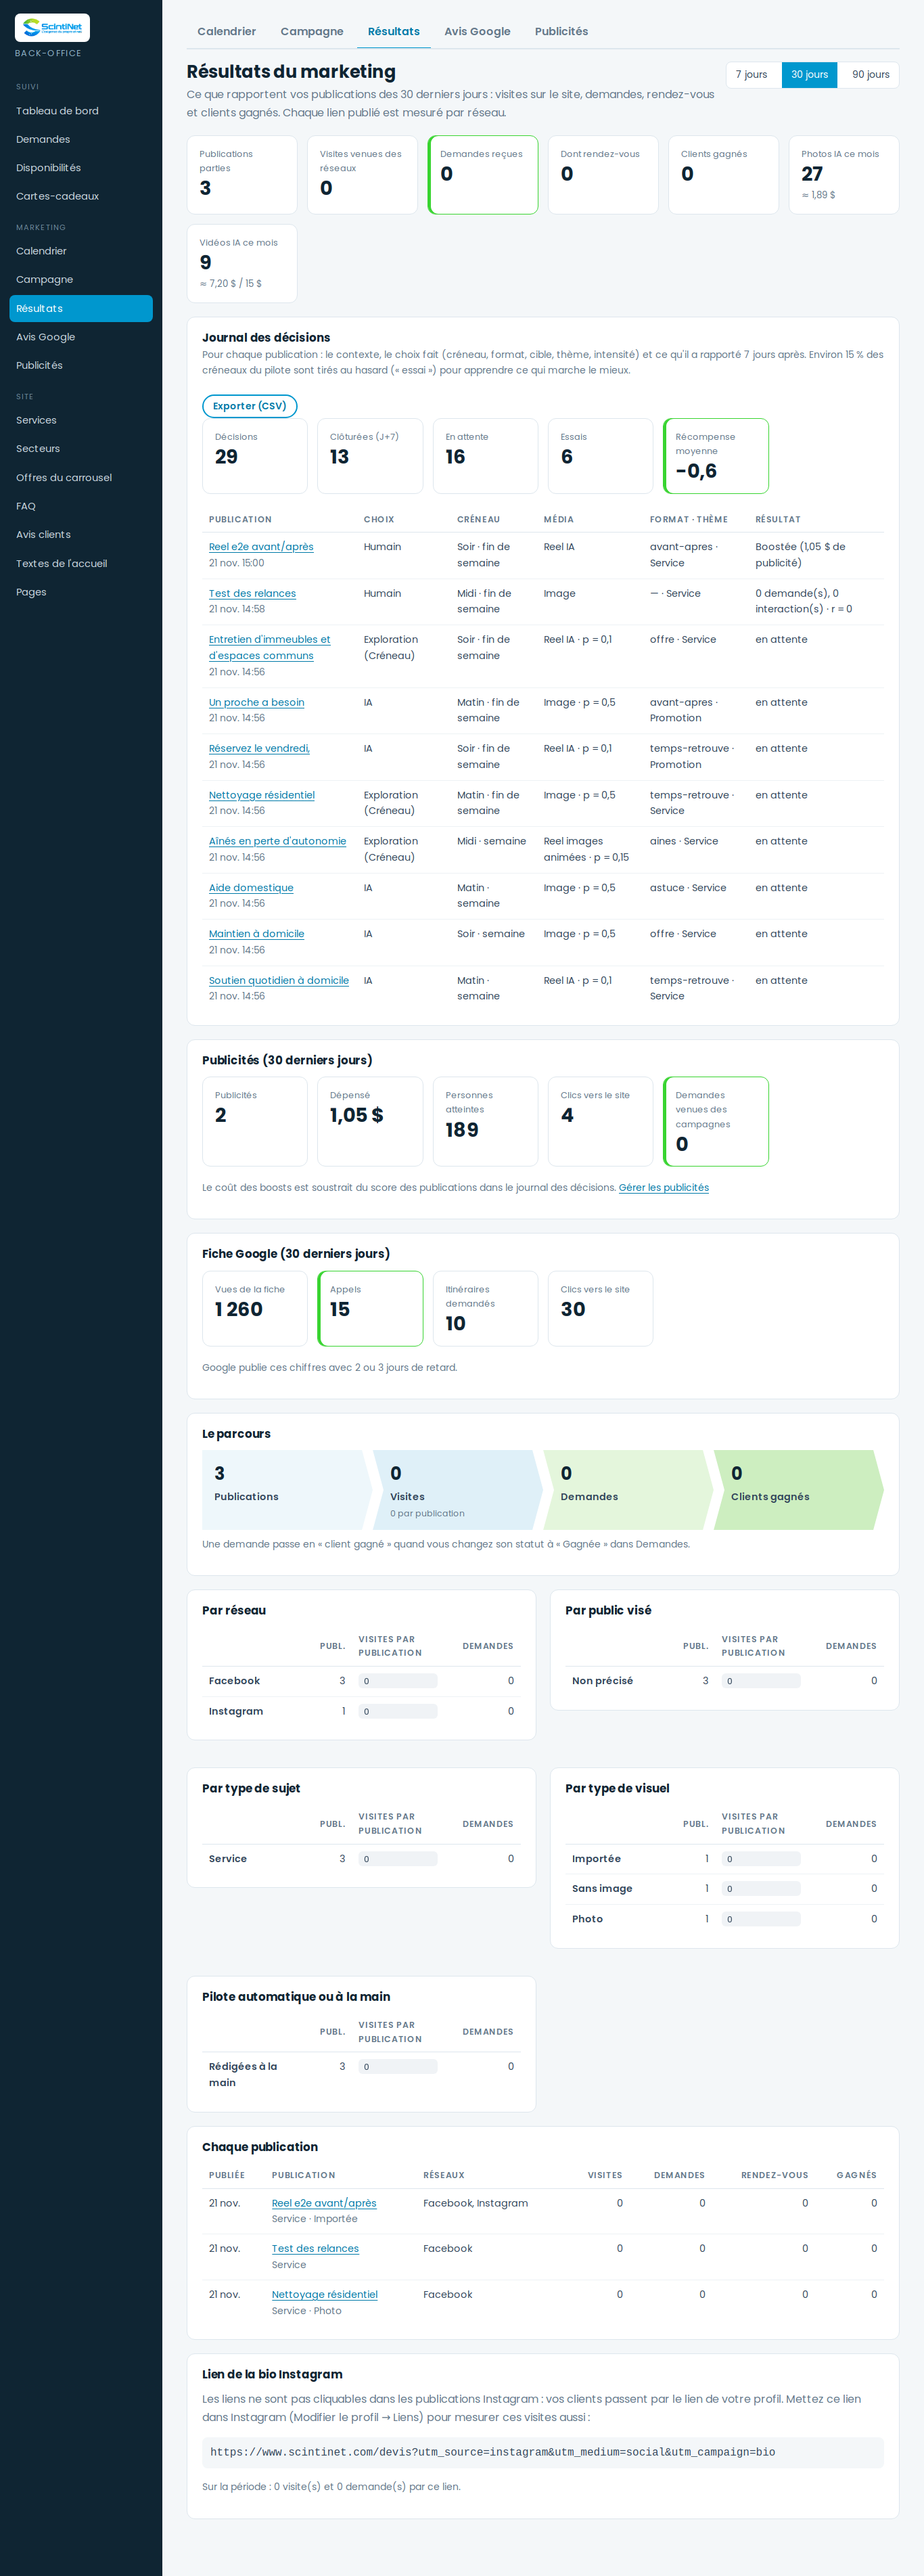 ScintiNet
BACK-OFFICE
SUIVI
Tableau de bord
Demandes
Disponibilités
Cartes-cadeaux
MARKETING
Calendrier
Campagne
Résultats
Avis Google
Publicités
SITE
Services
Secteurs
Offres du carrousel
FAQ
Avis clients
Textes de l'accueil
Pages
Calendrier Campagne Résultats Avis Google Publicités
Résultats du marketing
7 jours 30 jours 90 jours
Ce que rapportent vos publications des 30 derniers jours : visites sur le site, demandes, rendez-vous
et clients gagnés. Chaque lien publié est mesuré par réseau.
Publications
parties
3
Visites venues des
réseaux
0
Demandes reçues
0
Dont rendez-vous
0
Clients gagnés
0
Photos IA ce mois
27
≈ 1,89 $
Vidéos IA ce mois
9
≈ 7,20 $ / 15 $
Journal des décisions
Pour chaque publication : le contexte, le choix fait (créneau, format, cible, thème, intensité) et ce qu'il a rapporté 7 jours après. Environ 15 % des
créneaux du pilote sont tirés au hasard (« essai ») pour apprendre ce qui marche le mieux.
Exporter (CSV)
Décisions
29
Clôturées (J+7)
13
En attente
16
Essais
6
Récompense
moyenne
-0,6
PUBLICATION CHOIX CRÉNEAU MÉDIA FORMAT · THÈME RÉSULTAT
Reel e2e avant/après Humain Soir · fin de Reel IA avant-apres · Boostée (1,05 $ de
21 nov. 15:00 semaine Service publicité)
Test des relances Humain Midi · fin de Image — · Service 0 demande(s), 0
21 nov. 14:58 semaine interaction(s) · r = 0
Entretien d'immeubles et Exploration Soir · fin de Reel IA · p = 0,1 offre · Service en attente
d'espaces communs (Créneau) semaine
21 nov. 14:56
Un proche a besoin IA Matin · fin de Image · p = 0,5 avant-apres · en attente
21 nov. 14:56 semaine Promotion
Réservez le vendredi, IA Soir · fin de Reel IA · p = 0,1 temps-retrouve · en attente
21 nov. 14:56 semaine Promotion
Nettoyage résidentiel Exploration Matin · fin de Image · p = 0,5 temps-retrouve · en attente
21 nov. 14:56 (Créneau) semaine Service
Aînés en perte d'autonomie Exploration Midi · semaine Reel images aines · Service en attente
21 nov. 14:56 (Créneau) animées · p = 0,15
Aide domestique IA Matin · Image · p = 0,5 astuce · Service en attente
21 nov. 14:56 semaine
Maintien à domicile IA Soir · semaine Image · p = 0,5 offre · Service en attente
21 nov. 14:56
Soutien quotidien à domicile IA Matin · Reel IA · p = 0,1 temps-retrouve · en attente
21 nov. 14:56 semaine Service
Publicités (30 derniers jours)
Publicités
2
Dépensé
1,05 $
Personnes
atteintes
189
Clics vers le site
4
Demandes
venues des
campagnes
0
Le coût des boosts est soustrait du score des publications dans le journal des décisions. Gérer les publicités
Fiche Google (30 derniers jours)
Vues de la fiche
1 260
Appels
15
Itinéraires
demandés
10
Clics vers le site
30
Google publie ces chiffres avec 2 ou 3 jours de retard.
Le parcours
3
Publications
0
Visites
0 par publication
0
Demandes
0
Clients gagnés
Une demande passe en « client gagné » quand vous changez son statut à « Gagnée » dans Demandes.
Par réseau
PUBL. VISITES PAR PUBLICATION DEMANDES
Facebook 3 0 0
Instagram 1 0 0
Par public visé
PUBL. VISITES PAR PUBLICATION DEMANDES
Non précisé 3 0 0
Par type de sujet
PUBL. VISITES PAR PUBLICATION DEMANDES
Service 3 0 0
Par type de visuel
PUBL. VISITES PAR PUBLICATION DEMANDES
Importée 1 0 0
Sans image 1 0 0
Photo 1 0 0
Pilote automatique ou à la main
PUBL. VISITES PAR PUBLICATION DEMANDES
Rédigées à la 3 0 0
main
Chaque publication
PUBLIÉE PUBLICATION RÉSEAUX VISITES DEMANDES RENDEZ-VOUS GAGNÉS
21 nov. Reel e2e avant/après Facebook, Instagram 0 0 0 0
Service · Importée
21 nov. Test des relances Facebook 0 0 0 0
Service
21 nov. Nettoyage résidentiel Facebook 0 0 0 0
Service · Photo
Lien de la bio Instagram
Les liens ne sont pas cliquables dans les publications Instagram : vos clients passent par le lien de votre profil. Mettez ce lien
dans Instagram (Modifier le profil → Liens) pour mesurer ces visites aussi :
https://www.scintinet.com/devis?utm_source=instagram&utm_medium=social&utm_campaign=bio
Sur la période : 0 visite(s) et 0 demande(s) par ce lien.